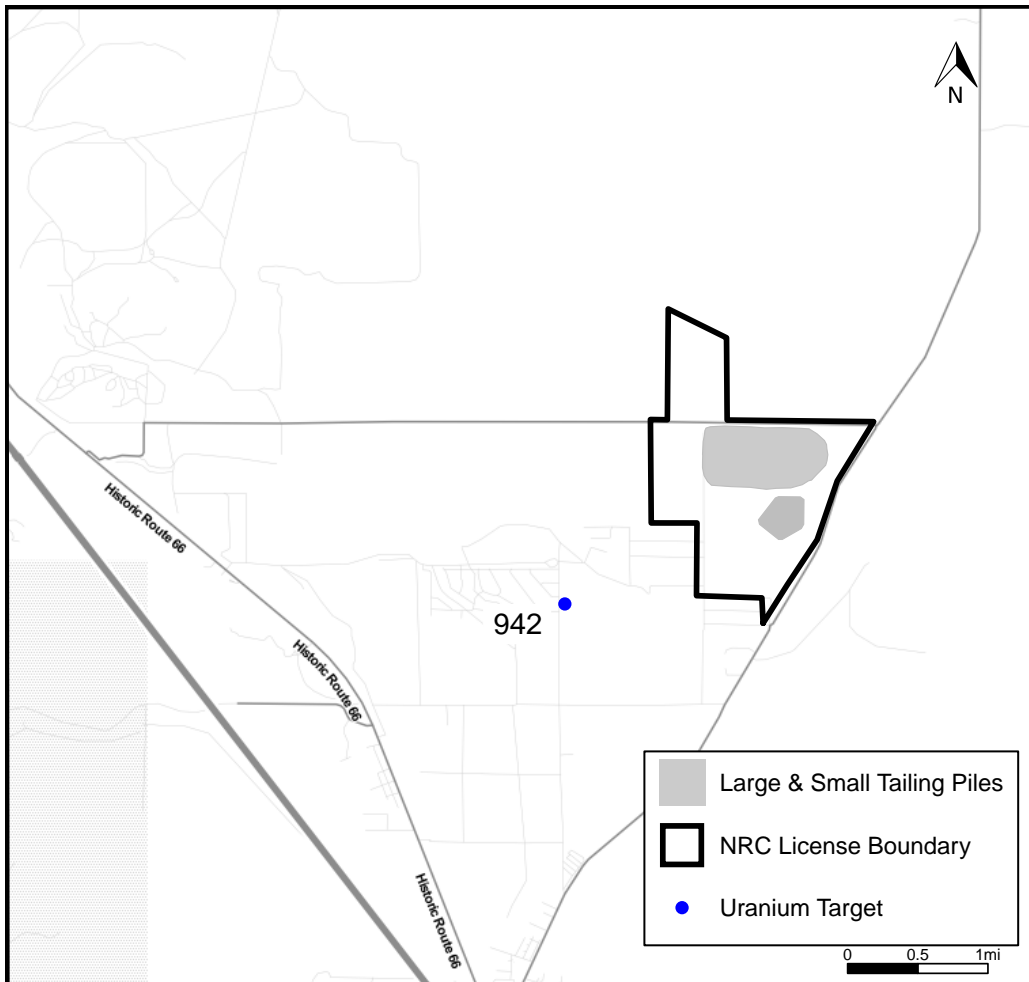 N
Historic Route 66
Historic Route 66
942
Historic Route 66
Large & Small Tailing Piles
NRC License Boundary
Uranium Target
0 0.5 1mi